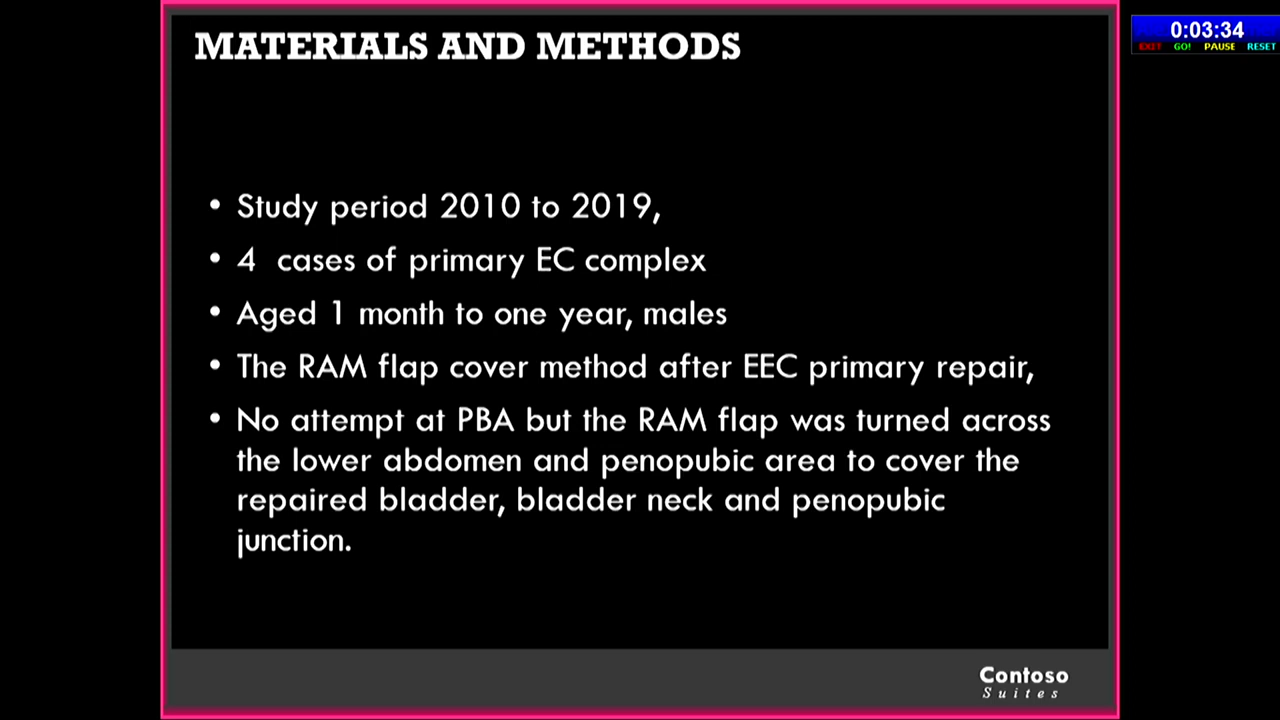 MATERIALS AND METHODS
0:03:34
EXIT GO! PAUSE RESET
• Study period 2010 to 2019,
• 4 cases of primary EC complex
• Aged 1 month to one year, males
• The RAM flap cover method after EEC primary repair,
• No attempt at PBA but the RAM flap was turned across
the lower abdomen and penopubic area to cover the
repaired bladder, bladder neck and penopubic
junction.
Contoso
Suites